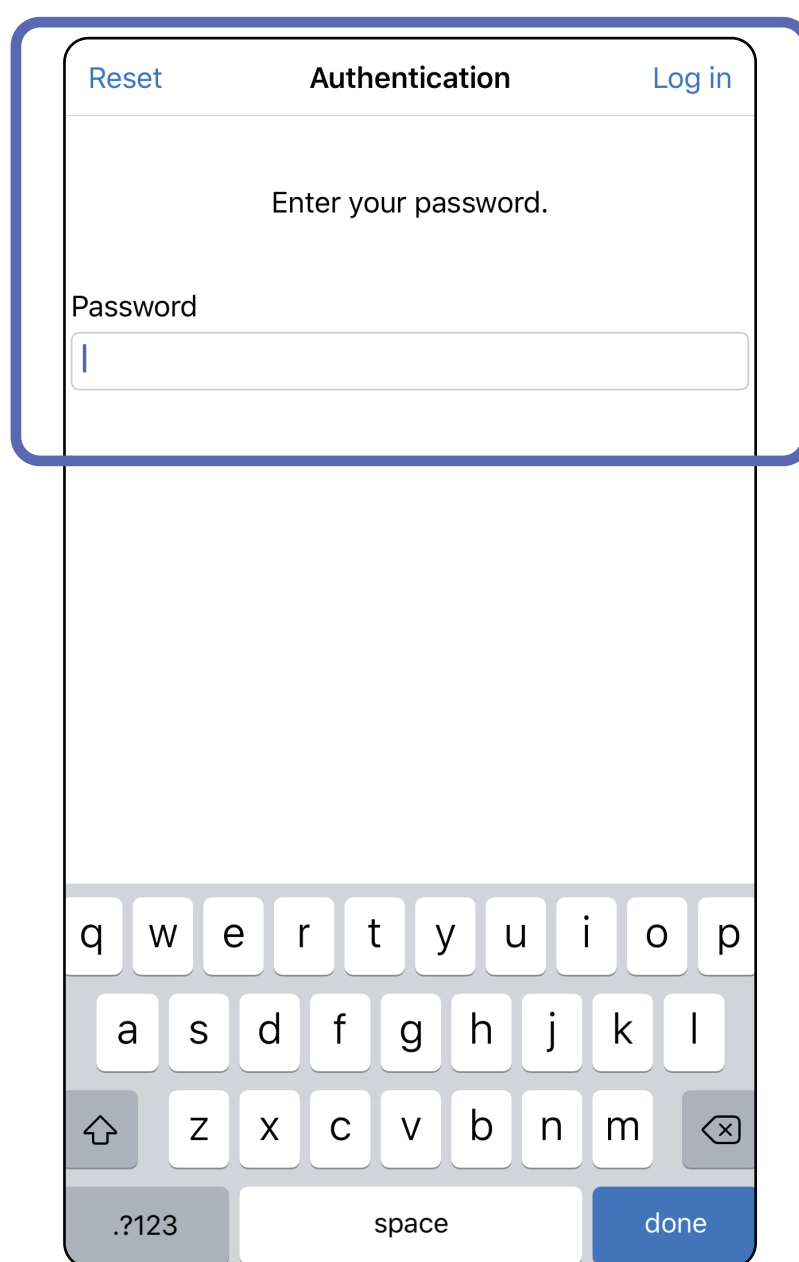 Reset Authentication Log in
Enter your password.
Password
q w e r t y u i o p
a s d f g h j k l
z x c v b n m
.?123 space done